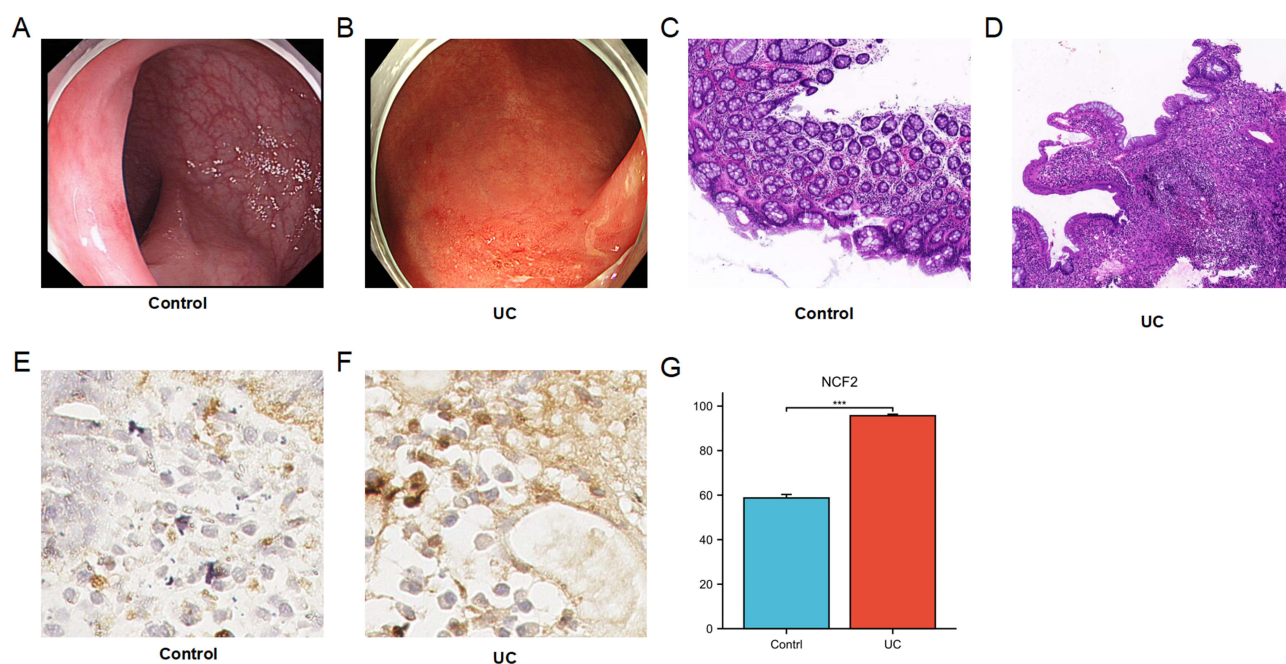 A
B
C
D
Control
UC
Control
UC
E
F
G
NCF2
***
100
80
60
40
20
0
Contrl
UC
Control
UC